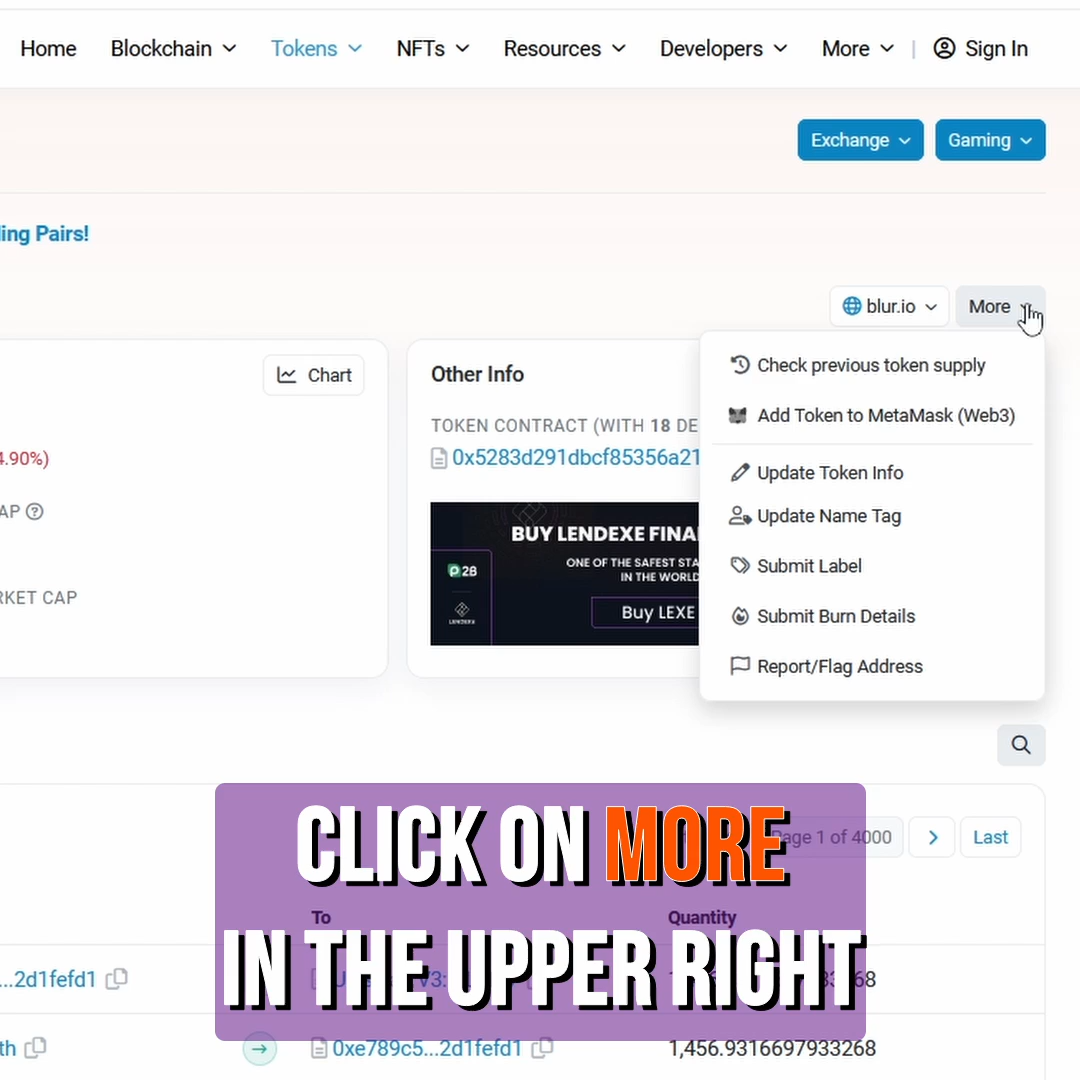 Home Blockchain Tokens NFTs Resources Developers More | Sign In
Exchange Gaming
ing Pairs!
blur.io More
Check previous token supply
Add Token to MetaMask (Web3)
Update Token Info
Update Name Tag
Submit Label
Submit Burn Details
Report/Flag Address
Chart
4.90%)
AP
RKET CAP
Other Info
TOKEN CONTRACT (WITH 18 DE
0x5283d291dbcf85356a21
BUY LENDEXE FINA
ONE OF THE SAFEST STA
IN THE WORLD
P2B
LENDEXE
Buy LEXE
Page 1 of 4000 Last
CLICK ON MORE
To Quantity
IN THE UPPER RIGHT
...2d1fefd1
th 0xe789c5...2d1fefd1 1,456.9316697933268